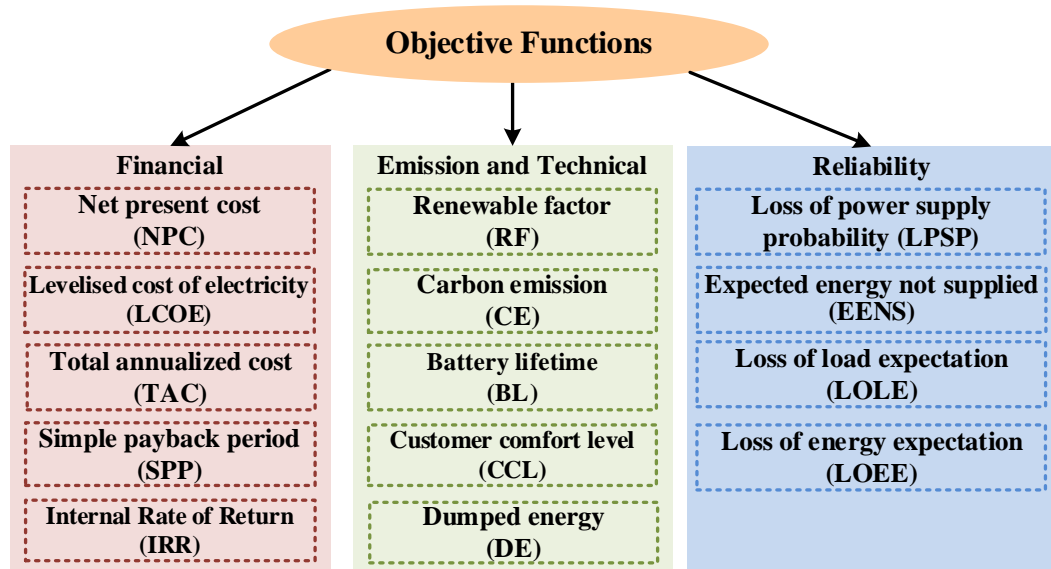 Objective Functions
Financial
Net present cost
(NPC)
Levelised cost of electricity
(LCOE)
Total annualized cost
(TAC)
Simple payback period
(SPP)
Internal Rate of Return
(IRR)
Emission and Technical
Renewable factor
(RF)
Carbon emission
(CE)
Battery lifetime
(BL)
Customer comfort level
(CCL)
Dumped energy
(DE)
Reliability
Loss of power supply
probability (LPSP)
Expected energy not supplied
(EENS)
Loss of load expectation
(LOLE)
Loss of energy expectation
(LOEE)